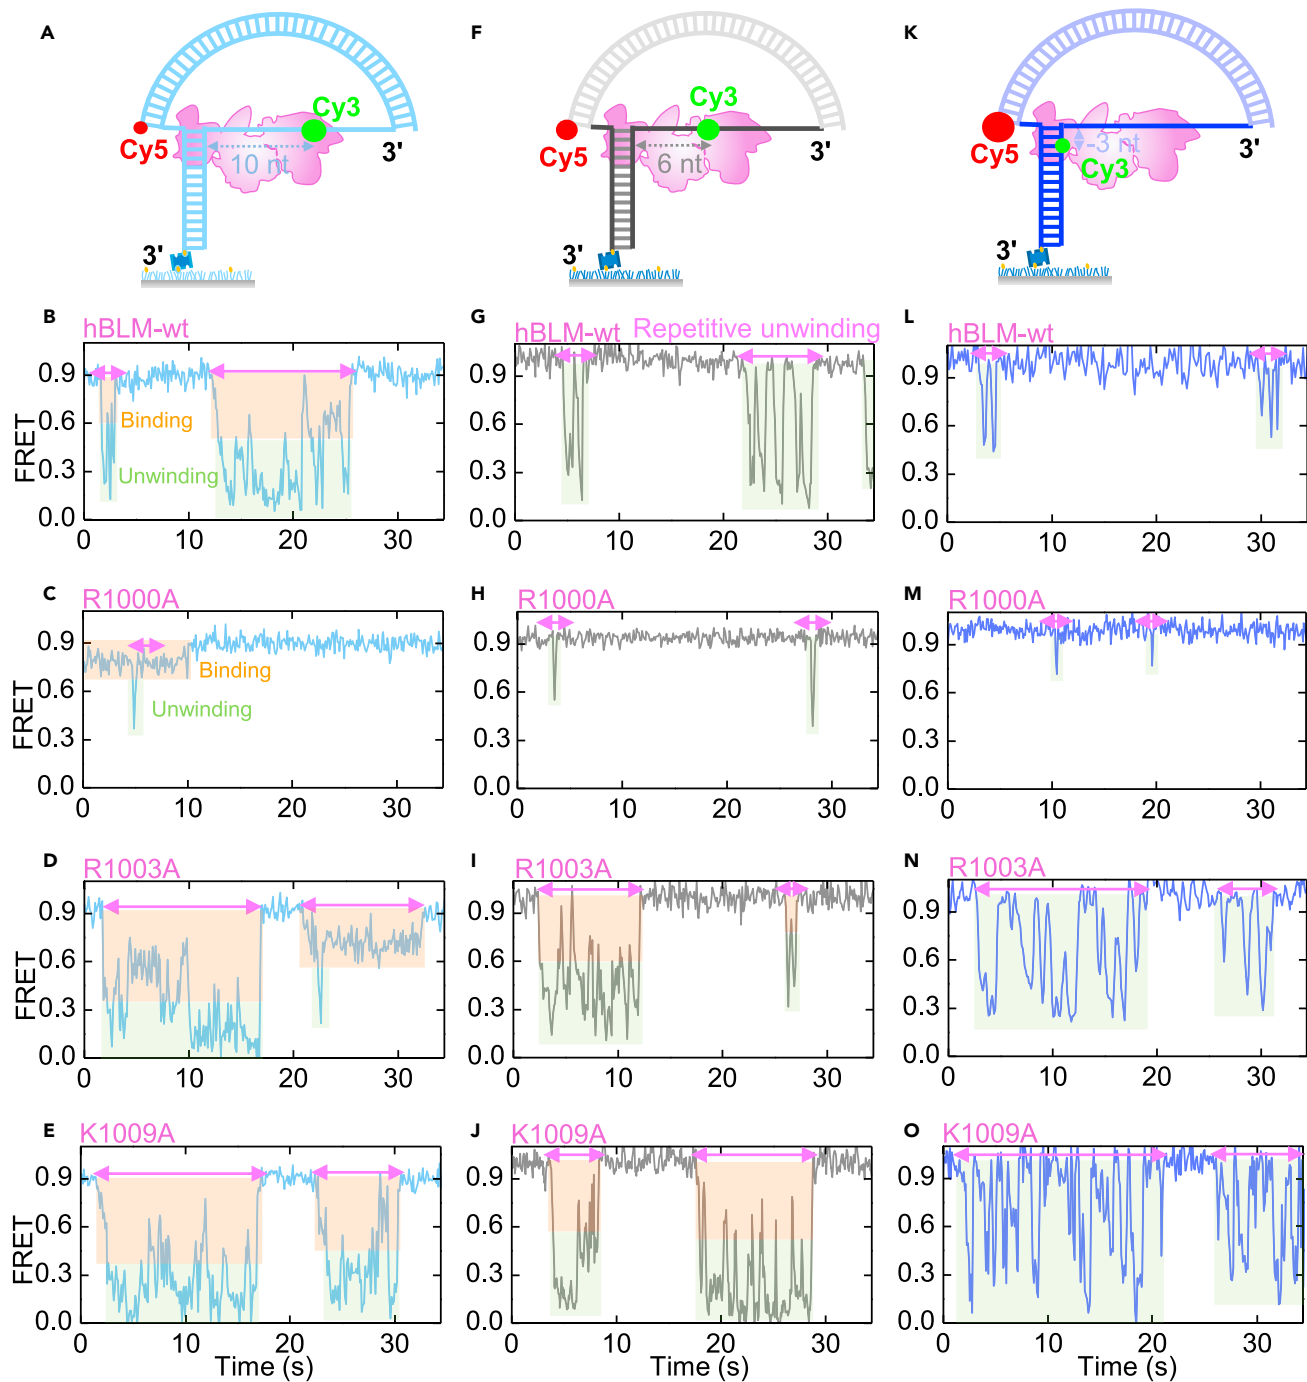 A
F
K
Cy5
Cy3
10 nt
3'
3'
Cy5
Cy3
6 nt
3'
3'
Cy5
-3 nt
Cy3
3'
3'
B
hBLM-wt
Binding
Unwinding
FRET
0.9
0.6
0.3
0.0
0 10 20 30
G
hBLM-wt Repetitive unwinding
0.9
0.6
0.3
0.0
0 10 20 30
L
hBLM-wt
0.9
0.6
0.3
0.0
0 10 20 30
C
R1000A
Binding
Unwinding
FRET
0.9
0.6
0.3
0.0
0 10 20 30
H
R1000A
0.9
0.6
0.3
0.0
0 10 20 30
M
R1000A
0.9
0.6
0.3
0.0
0 10 20 30
D
R1003A
FRET
0.9
0.6
0.3
0.0
0 10 20 30
I
R1003A
0.9
0.6
0.3
0.0
0 10 20 30
N
R1003A
0.9
0.6
0.3
0.0
0 10 20 30
E
K1009A
FRET
0.9
0.6
0.3
0.0
0 10 20 30
Time (s)
J
K1009A
0.9
0.6
0.3
0.0
0 10 20 30
Time (s)
O
K1009A
0.9
0.6
0.3
0.0
0 10 20 30
Time (s)